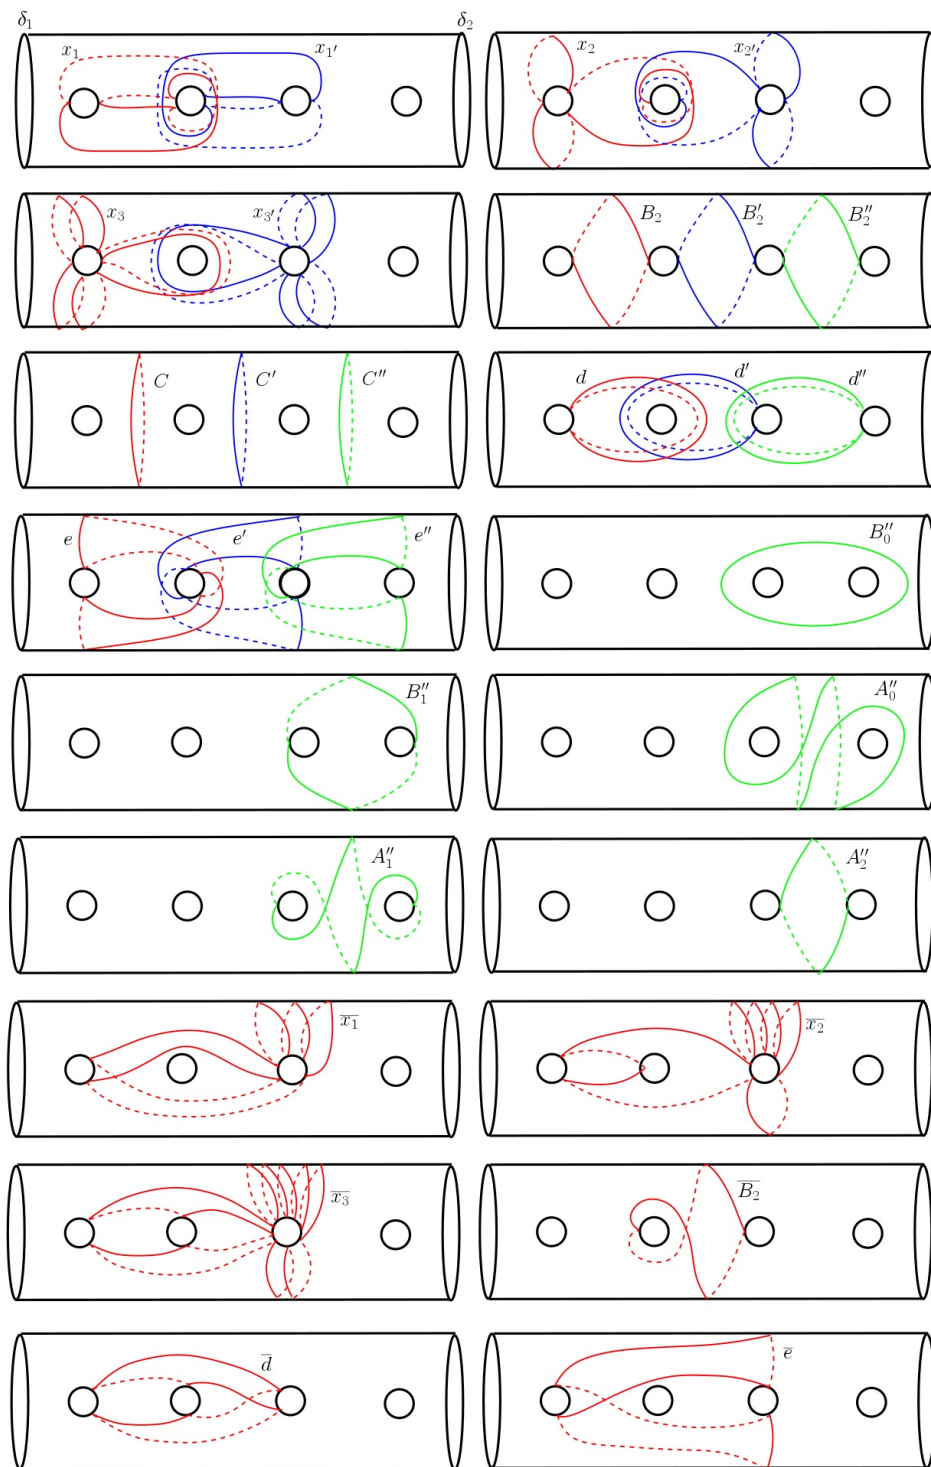 δ₁ δ₂
x₁ x₁′ x₂ x₂′
x₃ x₃′ B₂ B₂′ B₂″
C C′ C″ d d′ d″
e e′ e″ B₀″
B₁″ A₀″
A₁″ A₂″
x̅₁ x̅₂
x̅₃ B̅₂
d̅ e̅